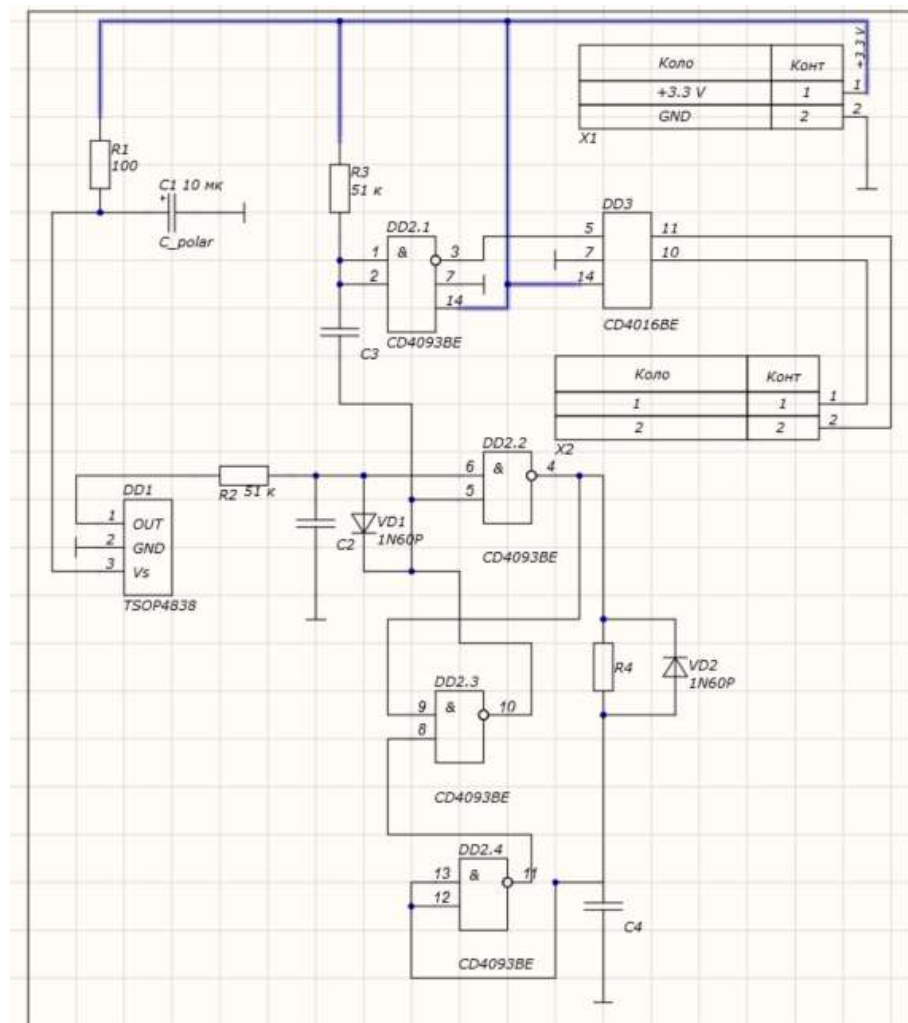 +3.3 V
Коло Конт
+3.3 V 1 1
GND 2 2
X1
R1
100
C1 10 мк
+
C_polar
R3
51 к
DD2.1
1 & 3
2 7
14
CD4093BE
C3
DD3
5 11
7 10
14
CD4016BE
Коло Конт
1 1 1
2 2 2
X2
DD2.2
6 & 4
5
CD4093BE
R2 51 к
DD1
1 OUT
2 GND
3 Vs
TSOP4838
C2
VD1
1N60P
R4
VD2
1N60P
DD2.3
9 & 10
8
CD4093BE
DD2.4
13 & 11
12
CD4093BE
C4